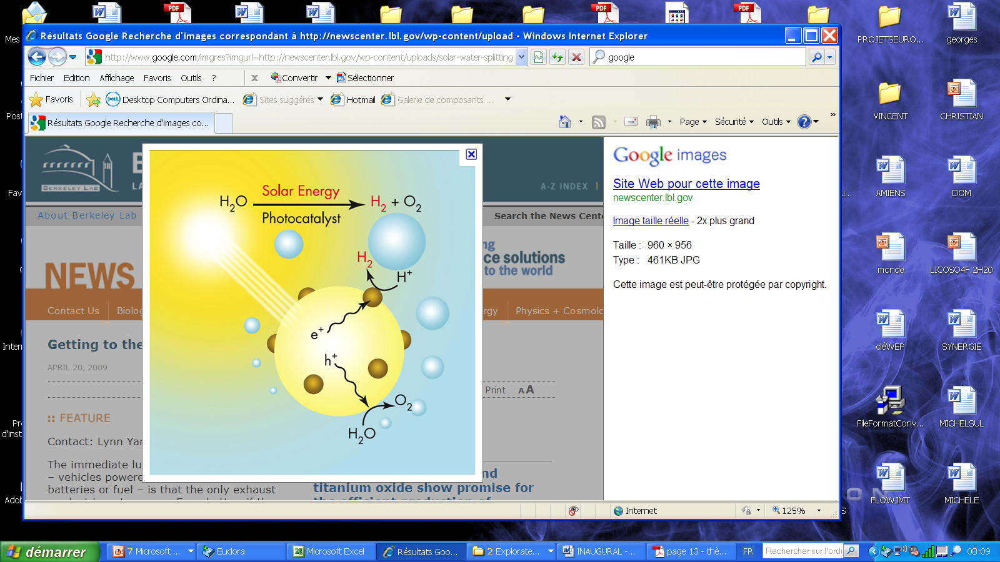 Résultats Google Recherche d'images correspondant à http://newscenter.lbl.gov/wp-content/upload - Windows Internet Explorer
http://www.google.com/imgres?imgurl=http://newscenter.lbl.gov/wp-content/uploads/solar-water-splitting
google
Fichier Edition Affichage Favoris Outils ? x Convertir Sélectionner
Favoris Desktop Computers Ordina... Sites suggérés Hotmail Galerie de composants ...
Résultats Google Recherche d'images co...
Page Sécurité Outils
BERKELEY LAB
A-Z INDEX
About Berkeley Lab
Search the News Cente
NEWS
ce solutions
to the world
Contact Us
Physics + Cosmolo
Getting to the
APRIL 20, 2009
Print A A
:: FEATURE
Contact: Lynn Yar
The immediate lu
– vehicles powere
batteries or fuel – is that the only exhaust
titanium oxide show promise for
H2O Solar Energy Photocatalyst H2 + O2
H2
H+
e+
h+
O2
H2O
Google images
Site Web pour cette image
newscenter.lbl.gov
Image taille réelle - 2x plus grand
Taille : 960 × 956
Type : 461KB JPG
Cette image est peut-être protégée par copyright.
Internet
125%
Mes
Post
Fav
Intern
Pr
d'inst
Adob
PROJETSEURO...
georges
VINCENT
CHRISTIAN
AMIENS
DOM
monde
LICOSO4F.2H20
cléWEP
SYNERGIE
FileFormatConv...
MICHELSUL
FLOWJMT
MICHELE
démarrer
7 Microsoft ...
Eudora
Microsoft Excel
Résultats Goo...
2 Explorate...
INAUGURAL -...
page 13 - thè...
FR
Rechercher sur l'ordi
08:09